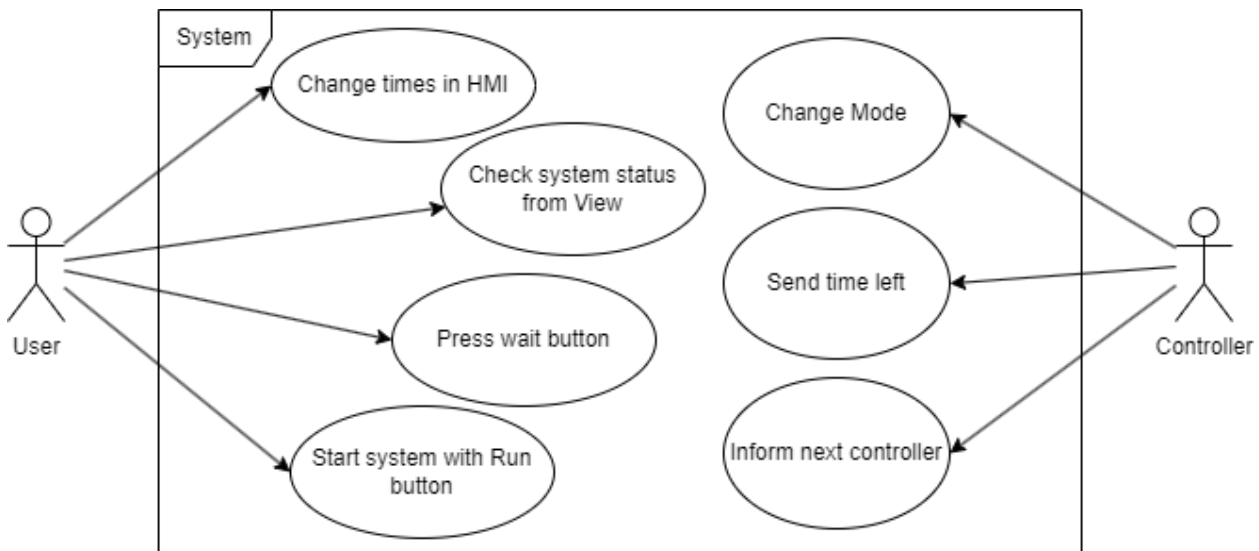 System
Change times in HMI
Change Mode
Check system status
from View
Send time left
Press wait button
User
Controller
Start system with Run
button
Inform next controller